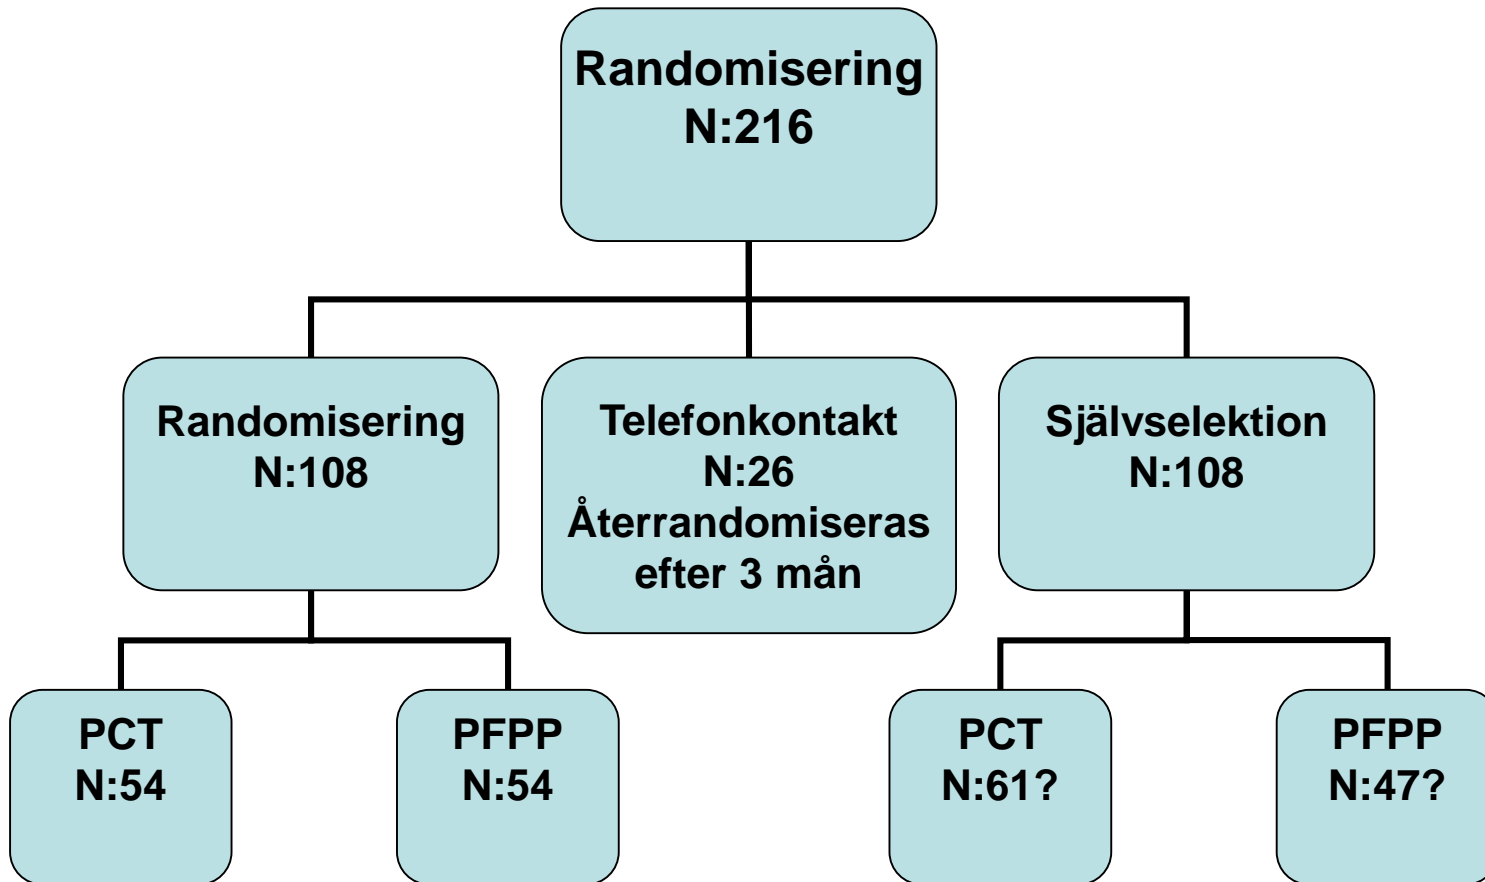 Randomisering
N:216
Randomisering
N:108
Telefonkontakt
N:26
Återrandomiseras
efter 3 mån
Självselektion
N:108
PCT
N:54
PFPP
N:54
PCT
N:61?
PFPP
N:47?